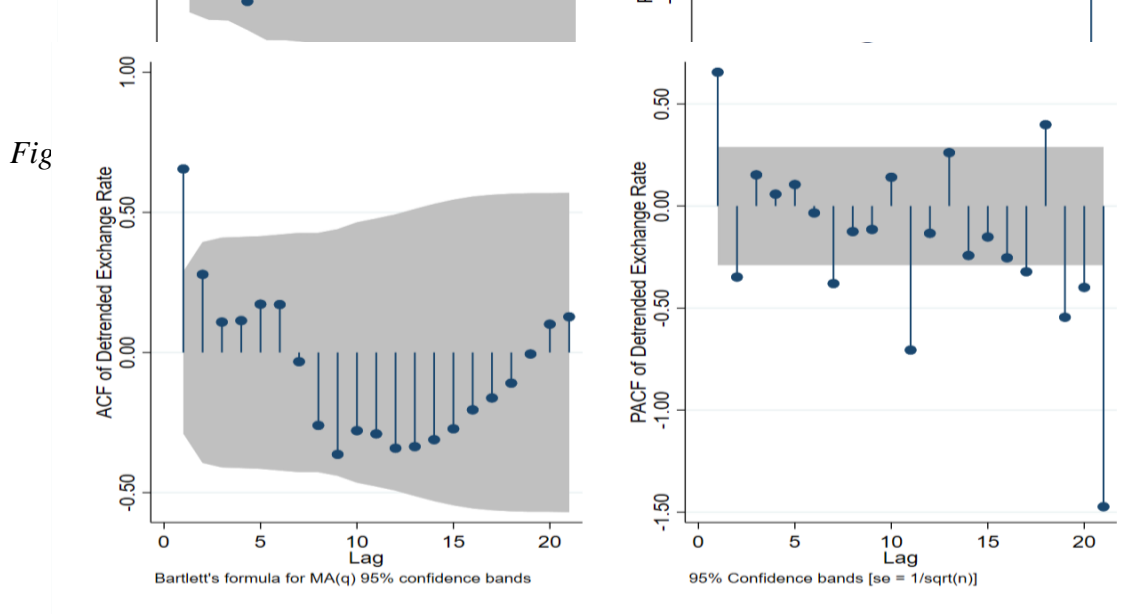 Fig
ACF of Detrended Exchange Rate
1.00
0.50
0.00
-0.50
0 5 10 15 20
Lag
Bartlett's formula for MA(q) 95% confidence bands
PACF of Detrended Exchange Rate
0.50
0.00
-0.50
-1.00
-1.50
0 5 10 15 20
Lag
95% Confidence bands [se = 1/sqrt(n)]